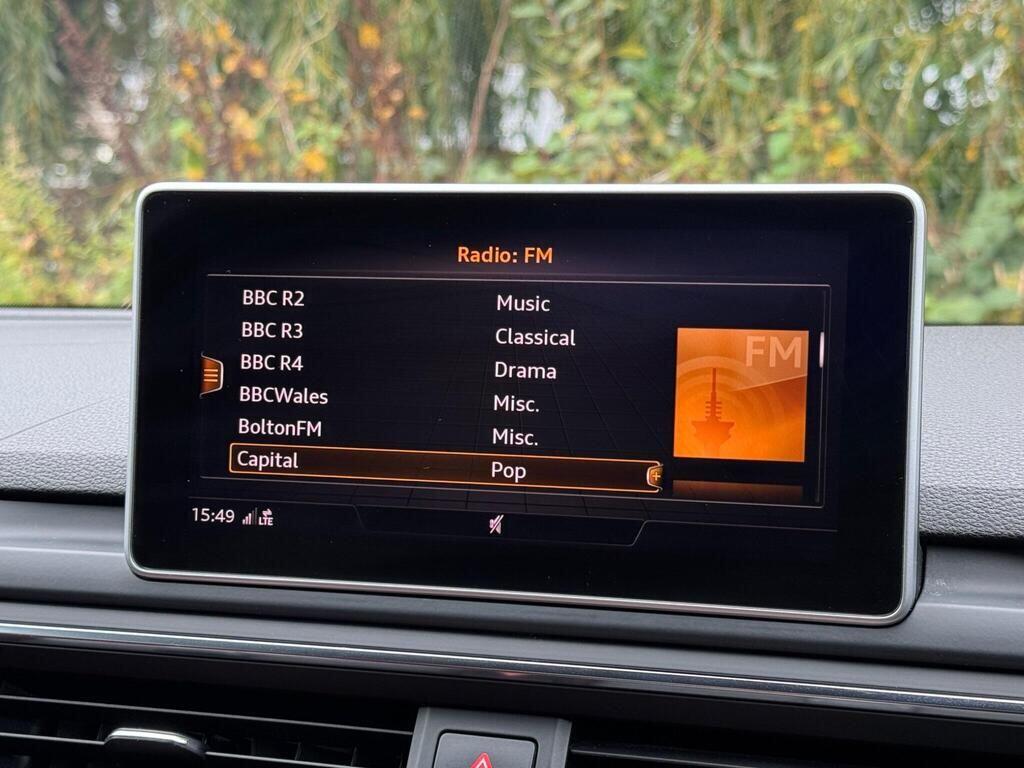 Radio: FM
BBC R2 Music
BBC R3 Classical
BBC R4 Drama
BBCWales Misc.
BoltonFM Misc.
Capital Pop
FM
15:49 LTE